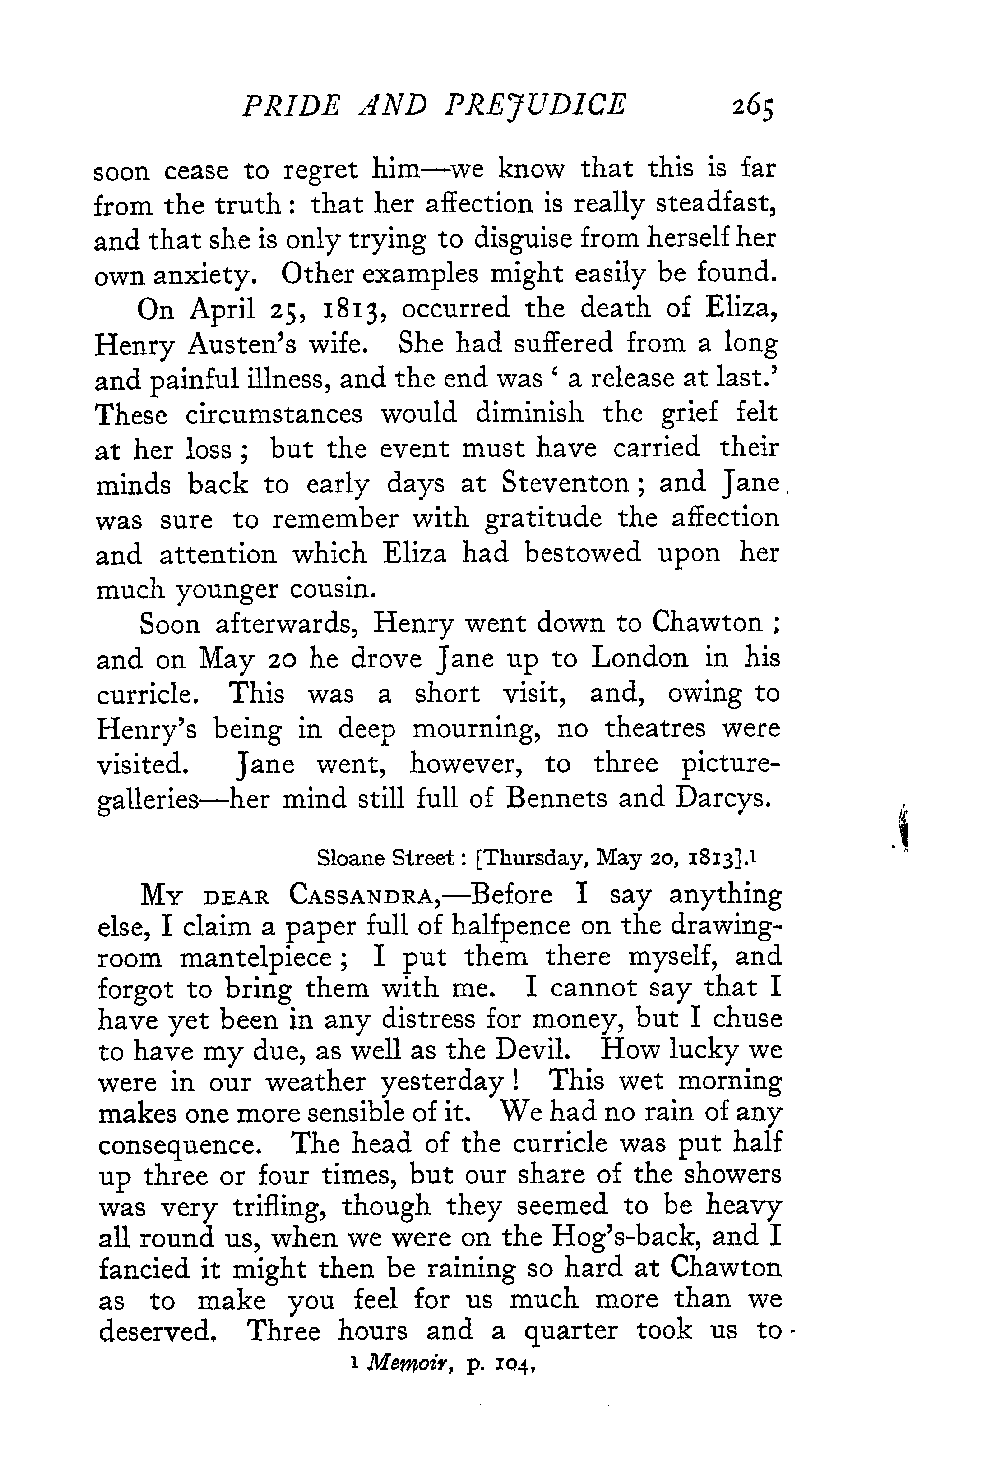 PRIDE AND PREJUDICE 265
soon cease to regret him—we know that this is far
from the truth : that her affection is really steadfast,
and that she is only trying to disguise from herself her
own anxiety. Other examples might easily be found.
On April 25, 1813, occurred the death of Eliza,
Henry Austen's wife. She had suffered from a long
and painful illness, and the end was ‘ a release at last.’
These circumstances would diminish the grief felt
at her loss ; but the event must have carried their
minds back to early days at Steventon ; and Jane
was sure to remember with gratitude the affection
and attention which Eliza had bestowed upon her
much younger cousin.
Soon afterwards, Henry went down to Chawton ;
and on May 20 he drove Jane up to London in his
curricle. This was a short visit, and, owing to
Henry's being in deep mourning, no theatres were
visited. Jane went, however, to three picture-
galleries—her mind still full of Bennets and Darcys.
Sloane Street : [Thursday, May 20, 1813].1
MY DEAR CASSANDRA,—Before I say anything
else, I claim a paper full of halfpence on the drawing-
room mantelpiece ; I put them there myself, and
forgot to bring them with me. I cannot say that I
have yet been in any distress for money, but I chuse
to have my due, as well as the Devil. How lucky we
were in our weather yesterday ! This wet morning
makes one more sensible of it. We had no rain of any
consequence. The head of the curricle was put half
up three or four times, but our share of the showers
was very trifling, though they seemed to be heavy
all round us, when we were on the Hog's-back, and I
fancied it might then be raining so hard at Chawton
as to make you feel for us much more than we
deserved. Three hours and a quarter took us to
1 Memoir, p. 104,